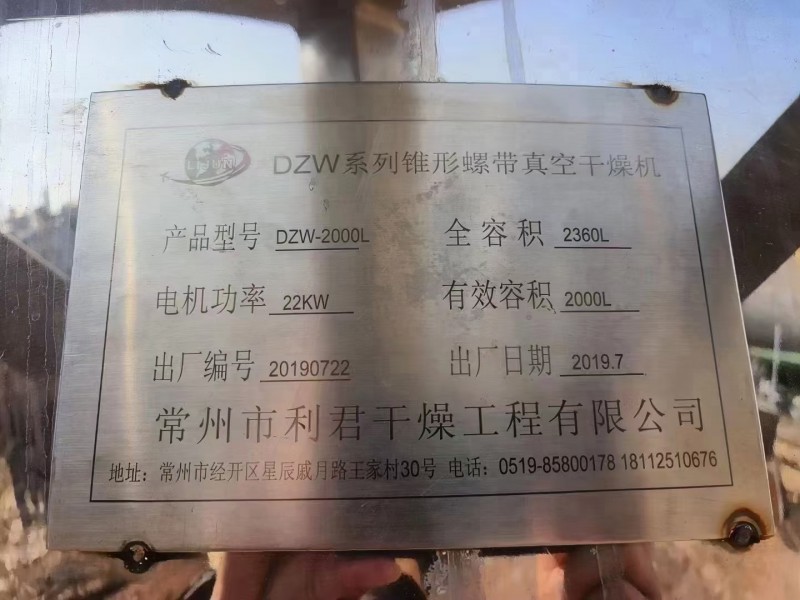 DZW系列锥形螺带真空干燥机
产品型号 DZW-2000L 全容积 2360L
电机功率 22KW 有效容积 2000L
出厂编号 20190722 出厂日期 2019.7
常州市利君干燥工程有限公司
地址：常州市经开区星辰戚月路王家村30号 电话：0519-85800178 18112510676